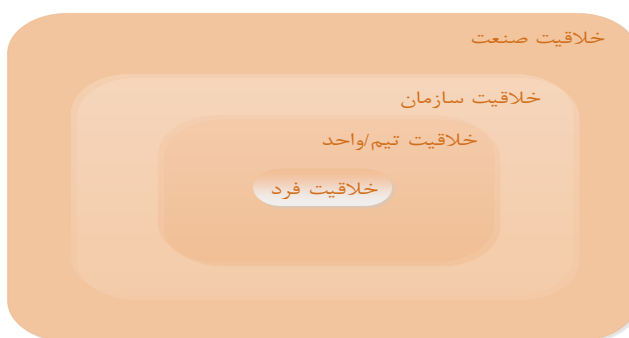 خلاقیت صنعت
خلاقیت سازمان
خلاقیت تیم/واحد
خلاقیت فرد